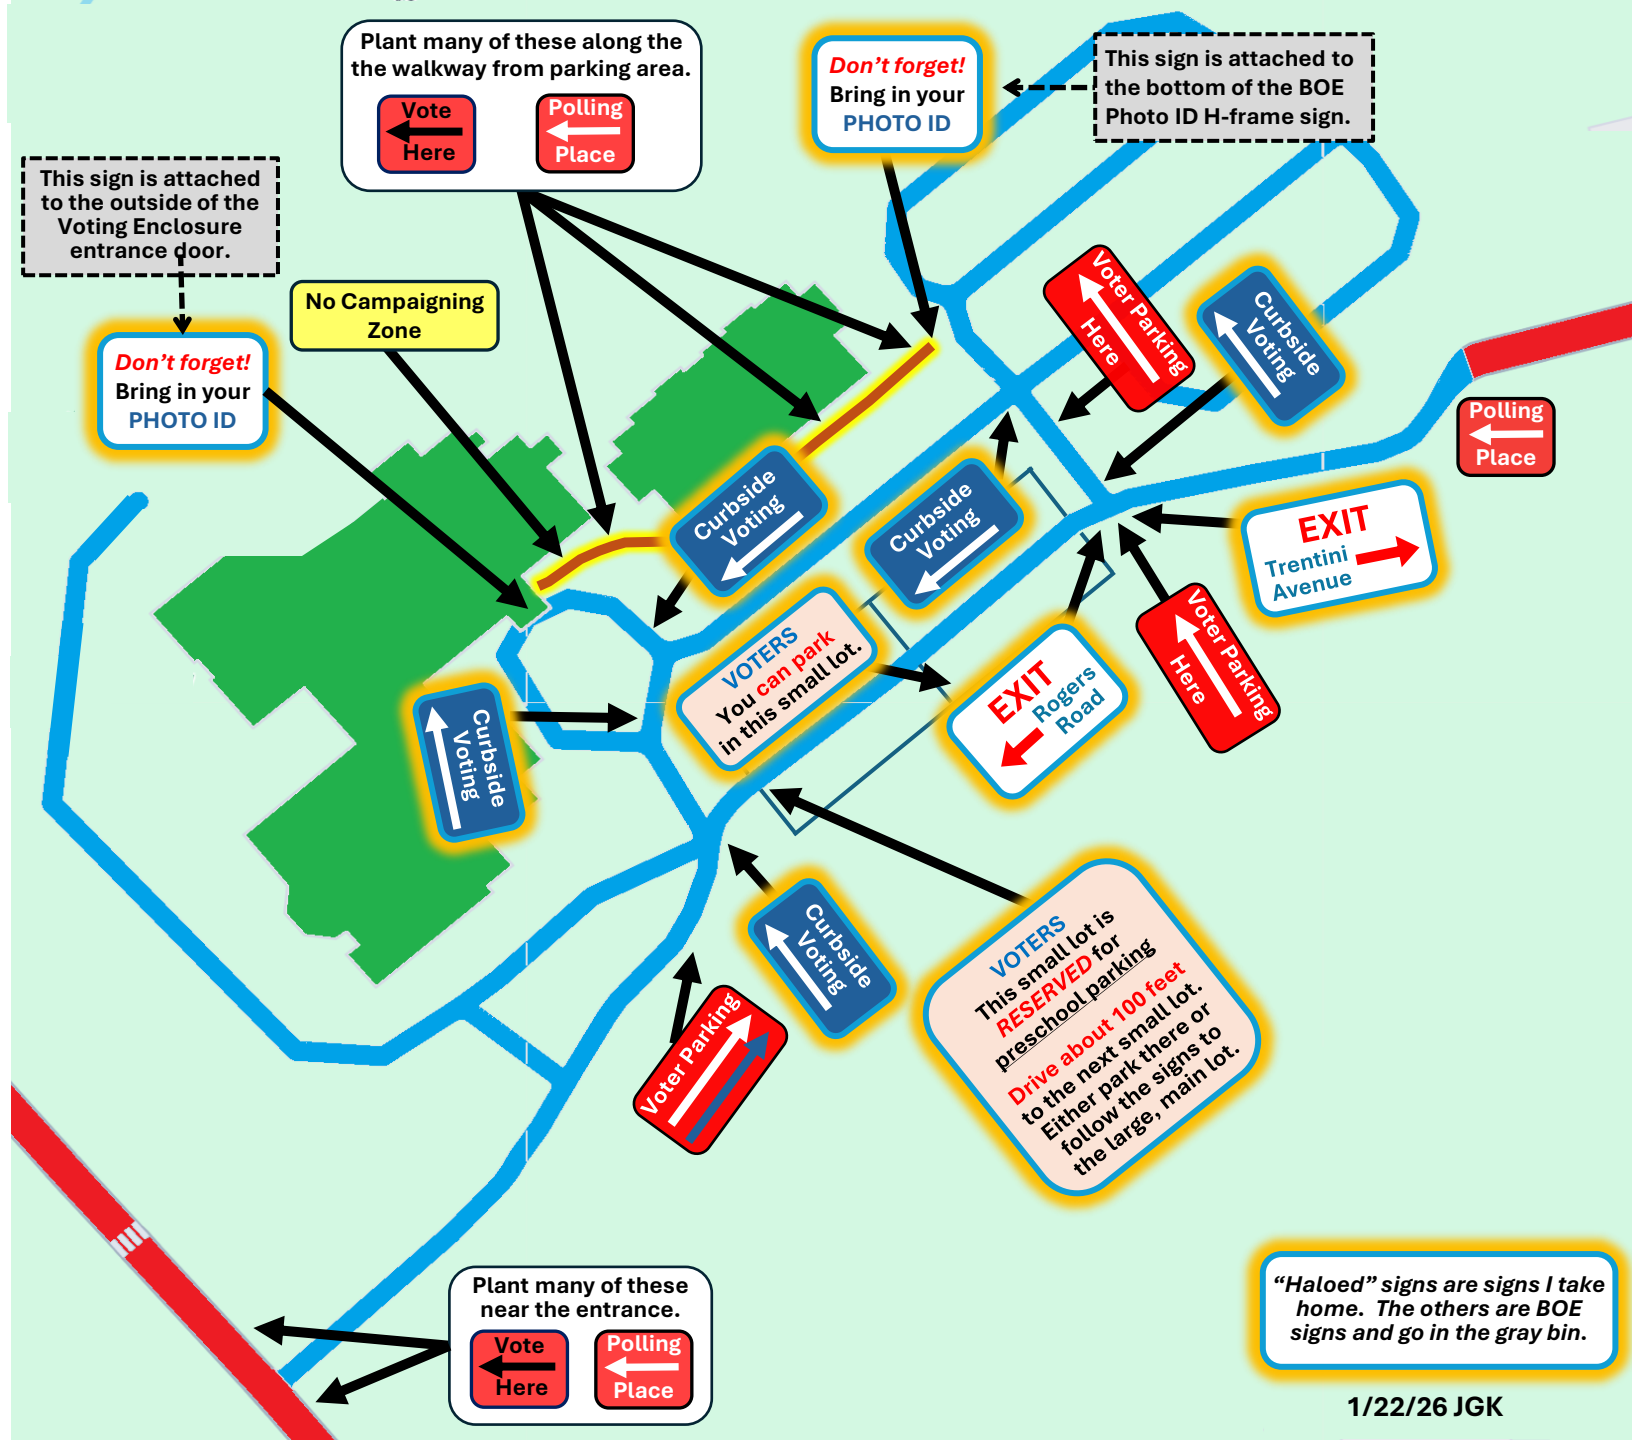 Plant many of these along the
the walkway from parking area.
Vote
Here
Polling
Place
Don't forget!
Bring in your
PHOTO ID
This sign is attached to
the bottom of the BOE
Photo ID H-frame sign.
This sign is attached
to the outside of the
Voting Enclosure
entrance door.
No Campaigning
Zone
Don't forget!
Bring in your
PHOTO ID
Voter Parking
Here
Curbside
Voting
Polling
Place
Curbside
Voting
Curbside
Voting
EXIT
Trentini
Avenue
VOTERS
You can park
in this small lot.
EXIT
Rogers
Road
Voter Parking
Here
Curbside
Voting
Curbside
Voting
Voter Parking
VOTERS
This small lot is
RESERVED for
preschool parking
Drive about 100 feet
to the next small lot.
Either park there or
follow the signs to
the large, main lot.
Plant many of these
near the entrance.
Vote
Here
Polling
Place
“Haloed” signs are signs I take
home.  The others are BOE
signs and go in the gray bin.
1/22/26 JGK